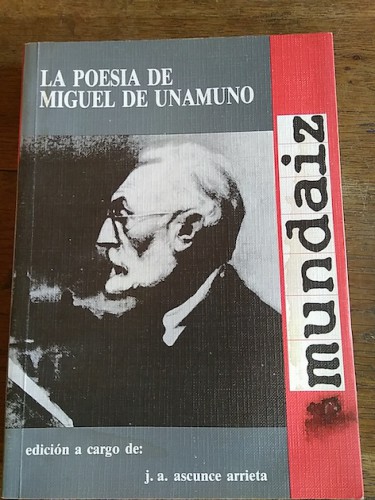 LA POESIA DE
MIGUEL DE UNAMUNO
mundaiz
edición a cargo de:
j. a. ascunce arrieta